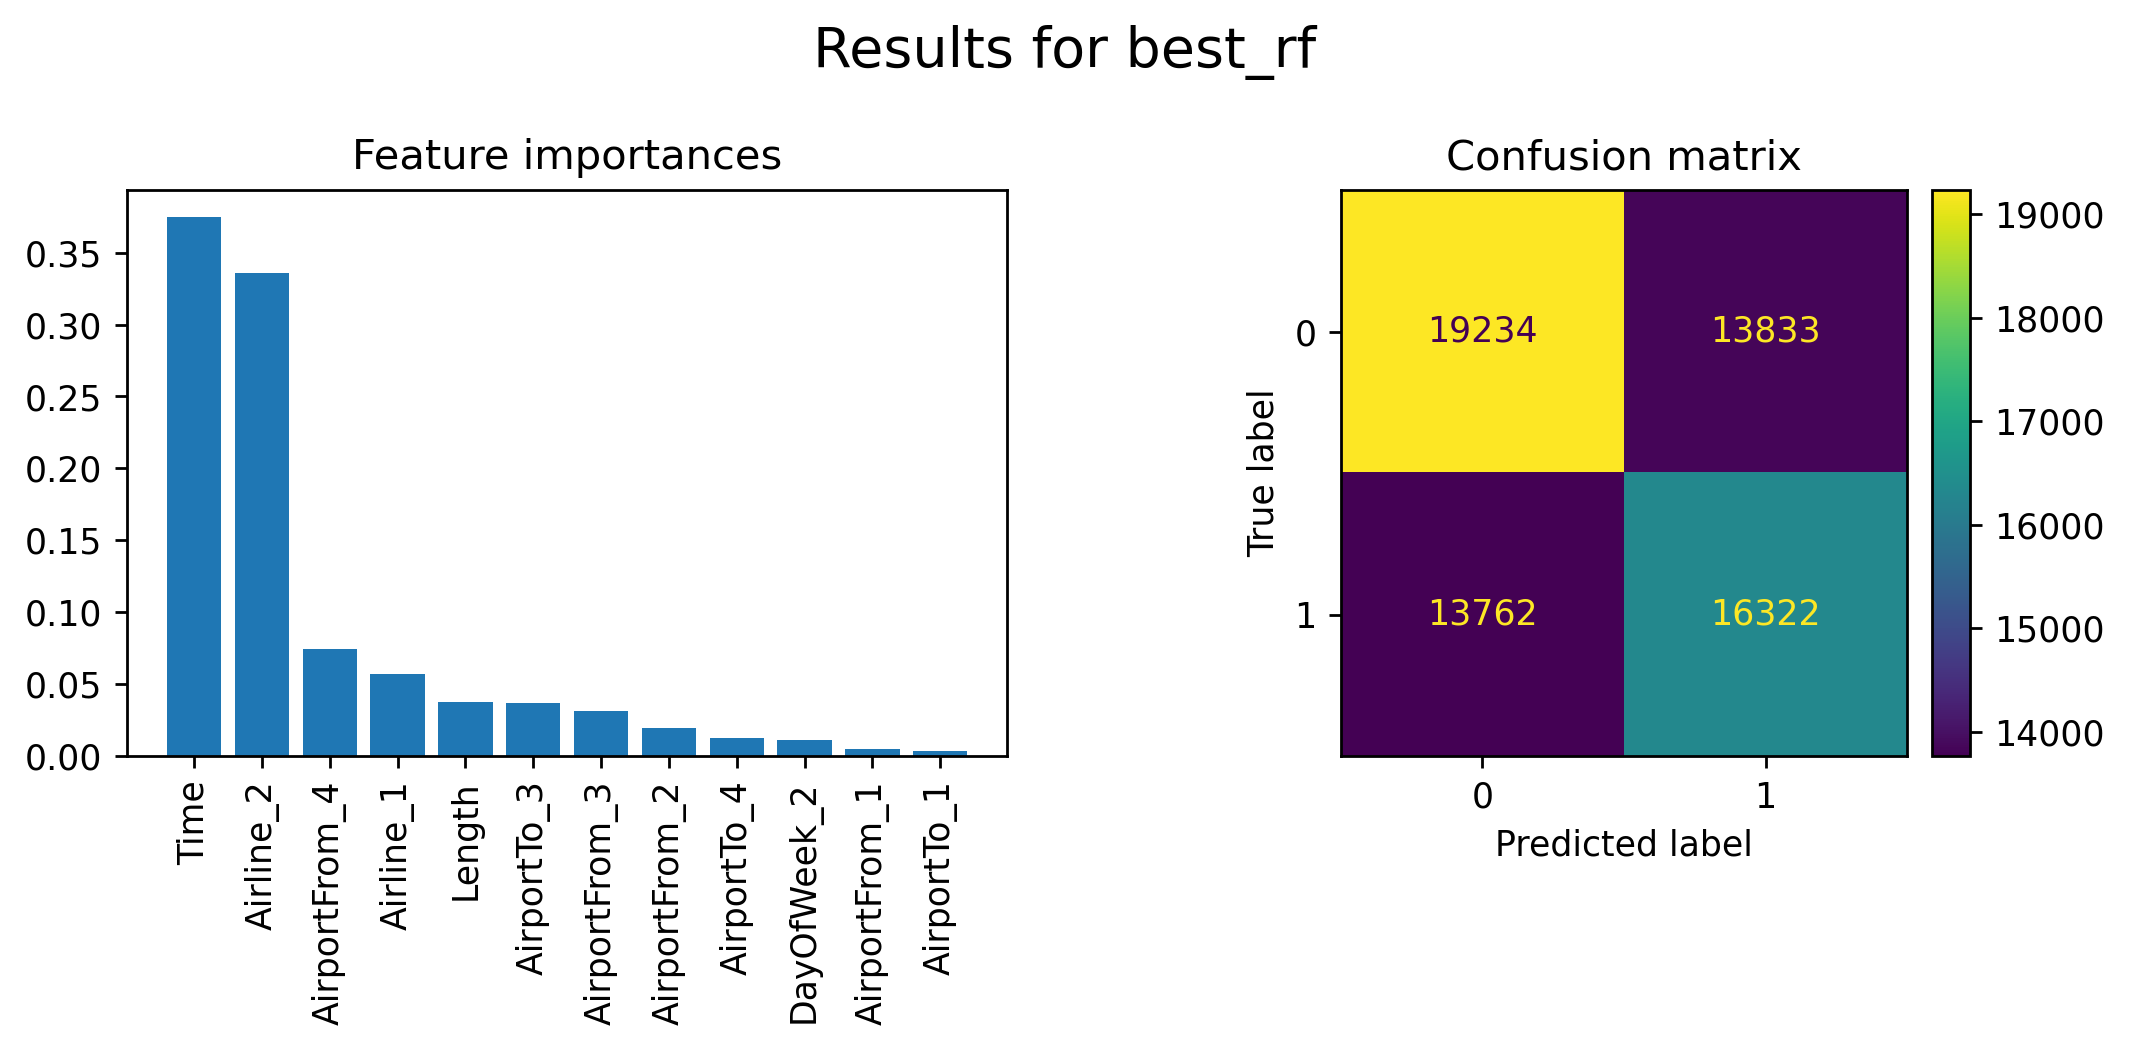 Results for best_rf
Feature importances
0.35
0.30
0.25
0.20
0.15
0.10
0.05
0.00
Time
Airline_2
AirportFrom_4
Airline_1
Length
AirportTo_3
AirportFrom_3
AirportFrom_2
AirportTo_4
DayOfWeek_2
AirportFrom_1
AirportTo_1
Confusion matrix
True label
0
1
19234
13833
13762
16322
0
1
Predicted label
19000
18000
17000
16000
15000
14000